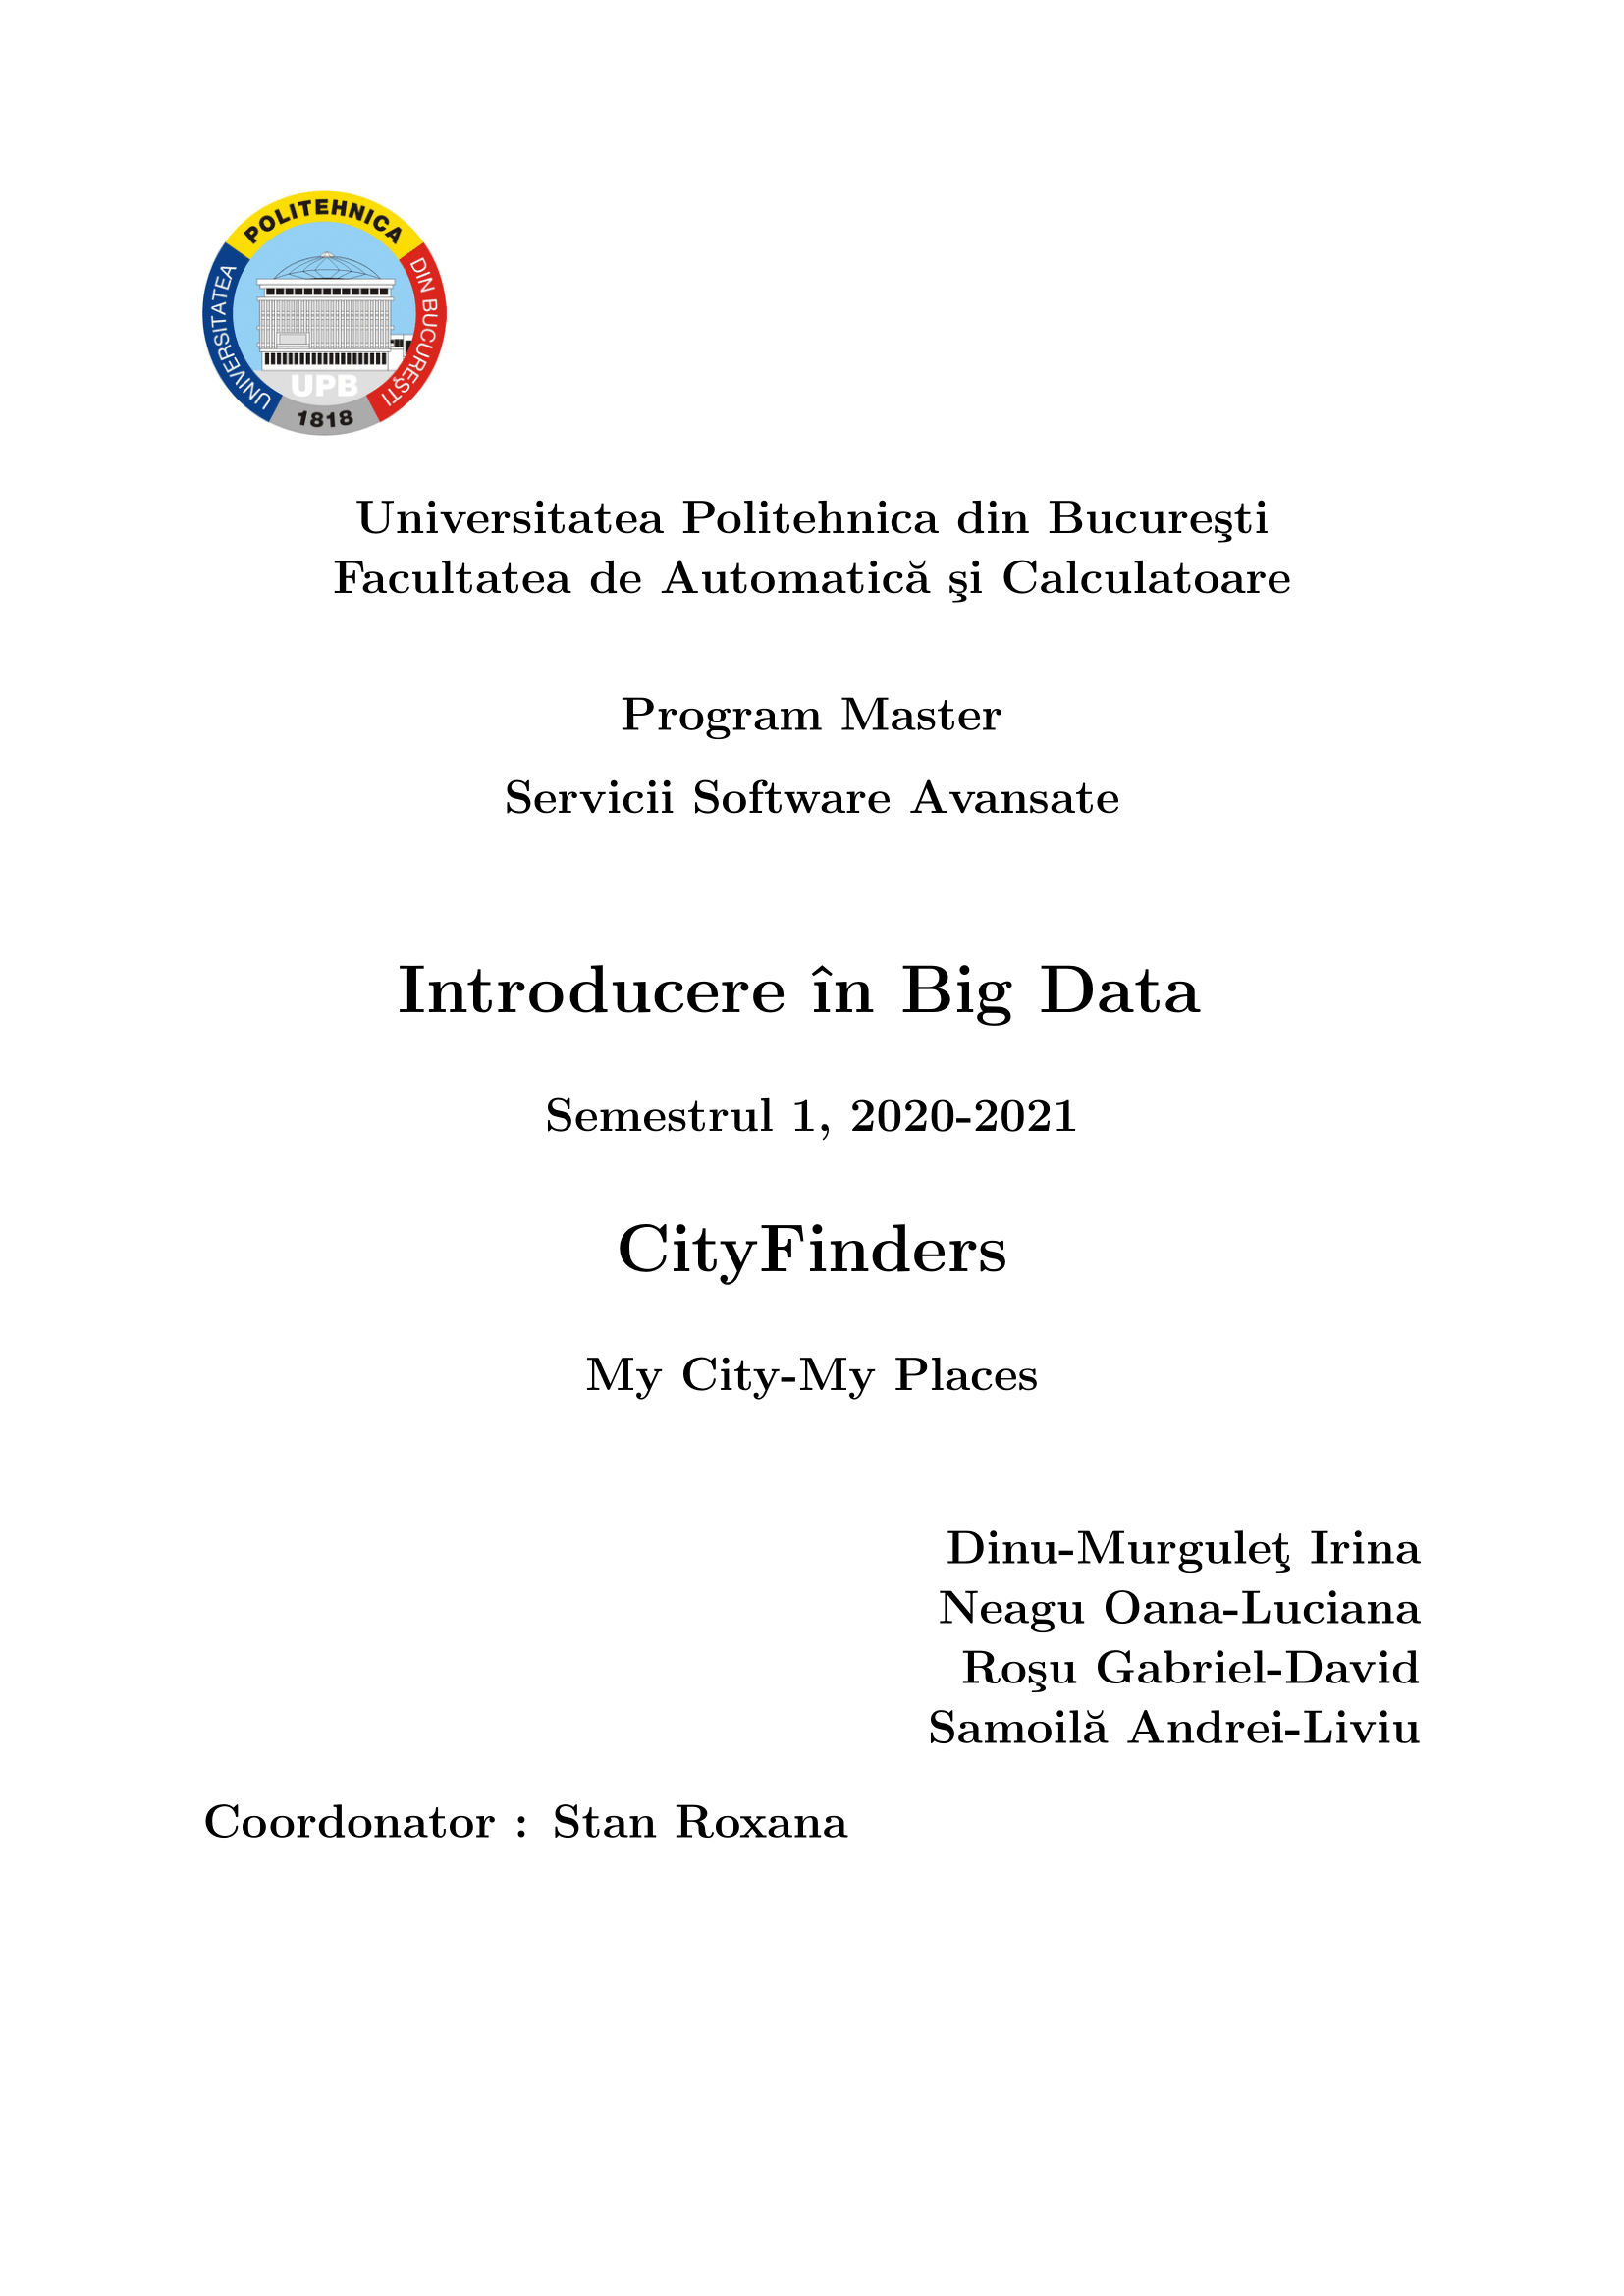 UNIVERSITATEA POLITEHNICA DIN BUCUREŞTI
UPB
1818
Universitatea Politehnica din Bucureşti
Facultatea de Automatică şi Calculatoare
Program Master
Servicii Software Avansate
Introducere în Big Data
Semestrul 1, 2020-2021
CityFinders
My City-My Places
Dinu-Murguleţ Irina
Neagu Oana-Luciana
Roşu Gabriel-David
Samoilă Andrei-Liviu
Coordonator : Stan Roxana